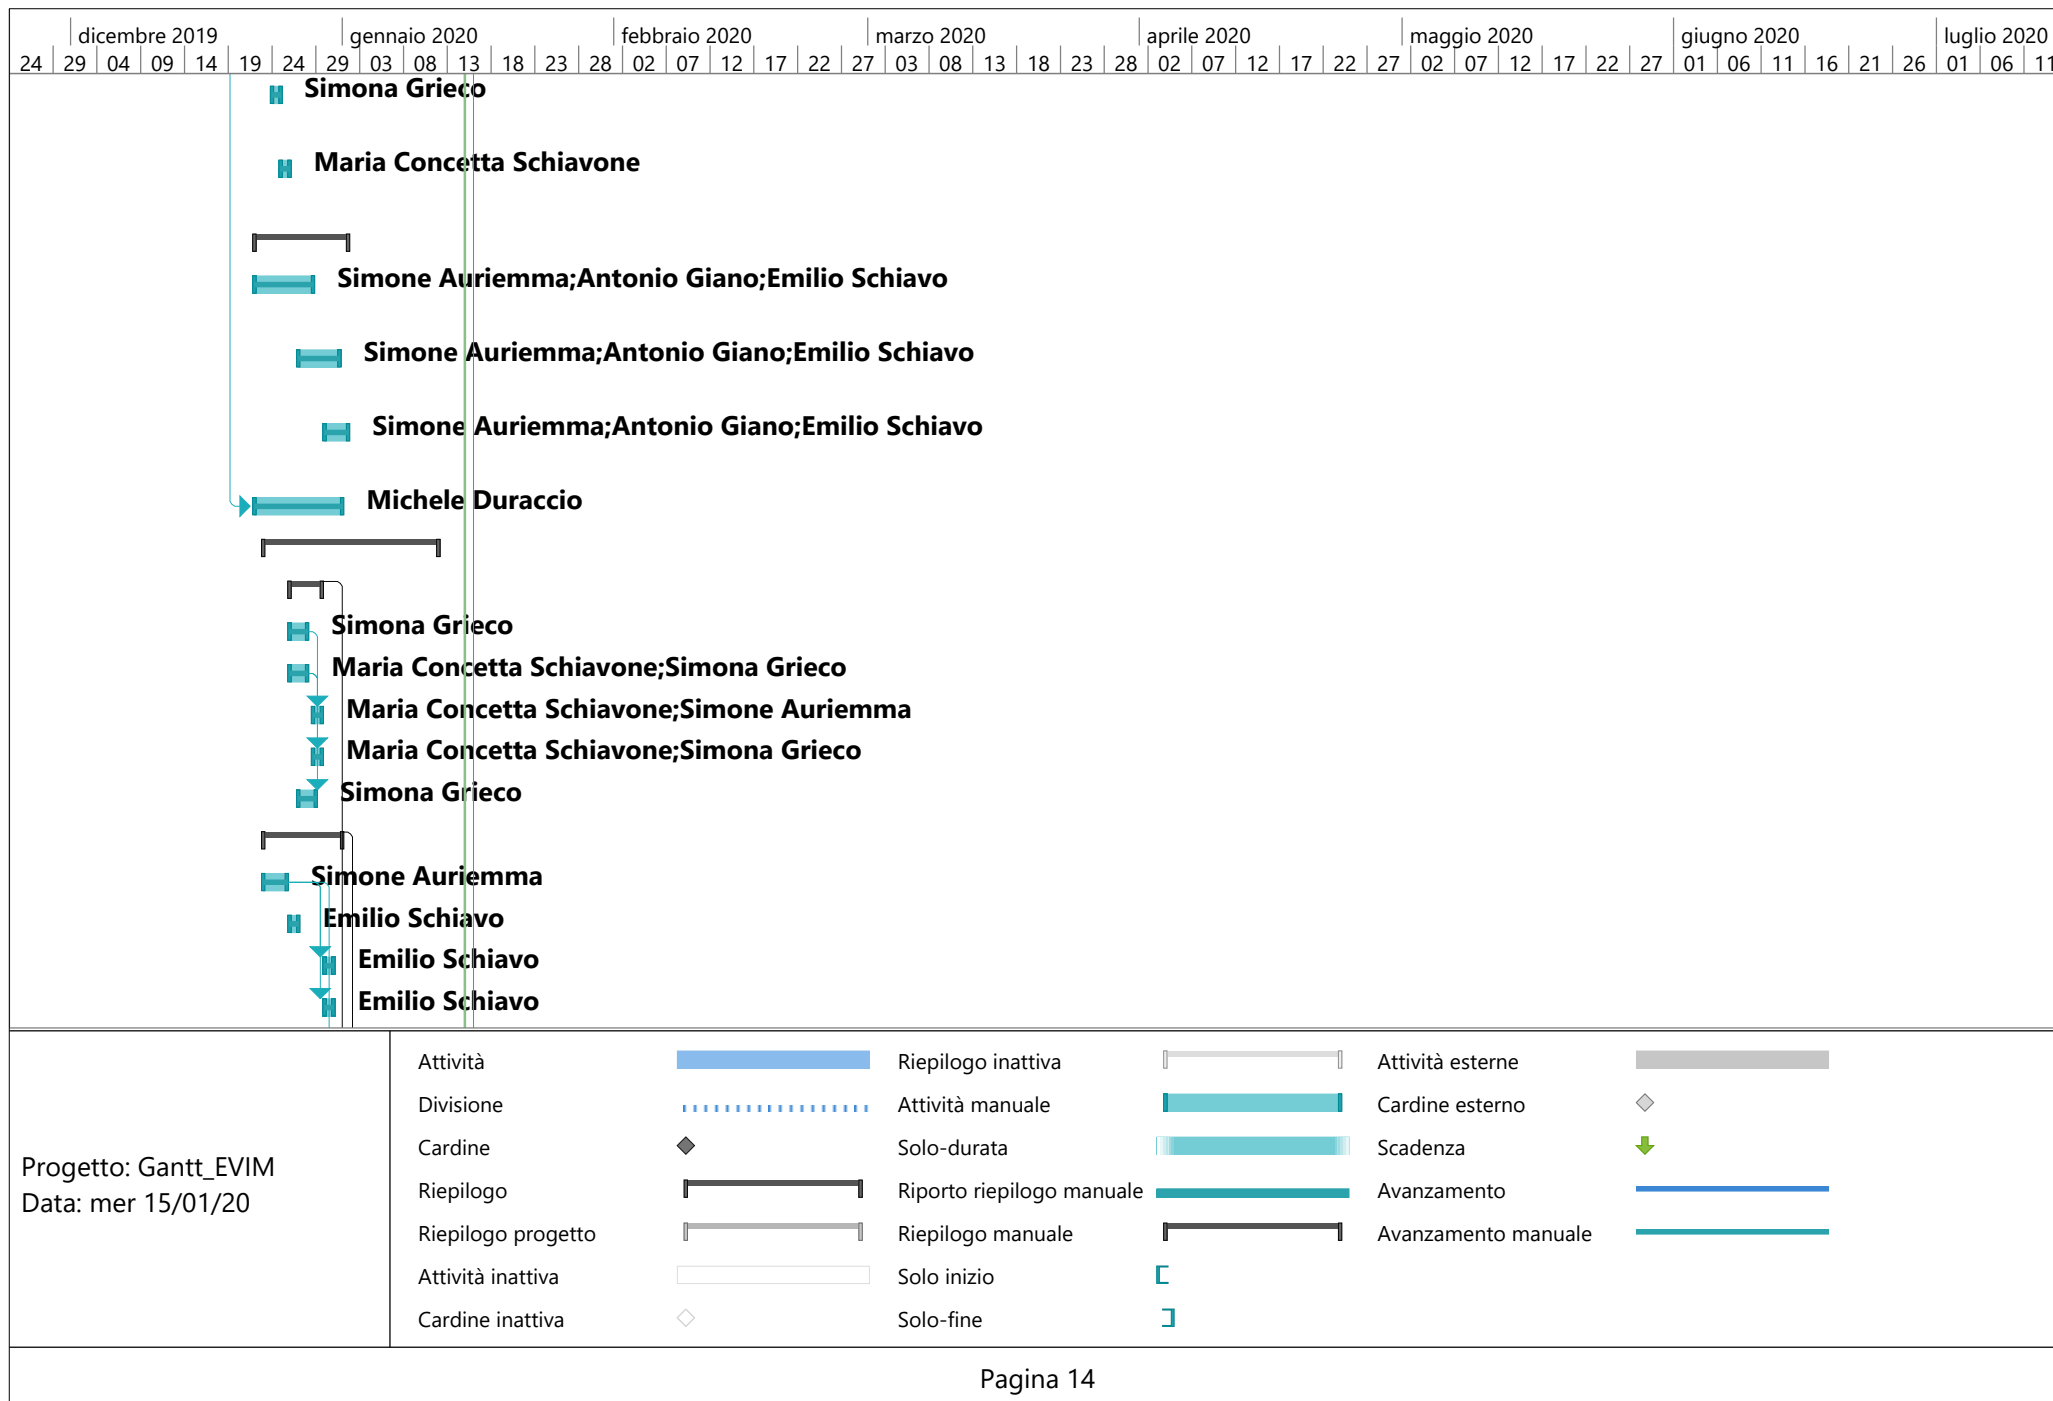 dicembre 2019 gennaio 2020 febbraio 2020 marzo 2020 aprile 2020 maggio 2020 giugno 2020 luglio 2020
24 29 04 09 14 19 24 29 03 08 13 18 23 28 02 07 12 17 22 27 03 08 13 18 23 28 02 07 12 17 22 27 02 07 12 17 22 27 01 06 11 16 21 26 01 06 11
Simona Grieco
Maria Concetta Schiavone
Simone Auriemma;Antonio Giano;Emilio Schiavo
Simone Auriemma;Antonio Giano;Emilio Schiavo
Simone Auriemma;Antonio Giano;Emilio Schiavo
Michele Duraccio
Simona Grieco
Maria Concetta Schiavone;Simona Grieco
Maria Concetta Schiavone;Simone Auriemma
Maria Concetta Schiavone;Simona Grieco
Simona Grieco
Simone Auriemma
Emilio Schiavo
Emilio Schiavo
Emilio Schiavo
Progetto: Gantt_EVIM
Data: mer 15/01/20
Attività
Divisione
Cardine
Riepilogo
Riepilogo progetto
Attività inattiva
Cardine inattiva
Riepilogo inattiva
Attività manuale
Solo-durata
Riporto riepilogo manuale
Riepilogo manuale
Solo inizio
Solo-fine
Attività esterne
Cardine esterno
Scadenza
Avanzamento
Avanzamento manuale
Pagina 14